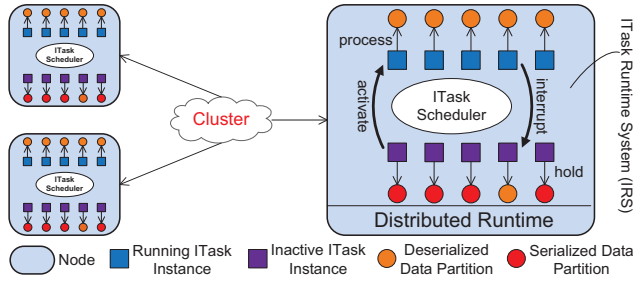 ITask
Scheduler
ITask
Scheduler
Cluster
process
activate
ITask
Scheduler
interrupt
hold
Distributed Runtime
ITask Runtime System (IRS)
Node
Running ITask
Instance
Inactive ITask
Instance
Deserialized
Data Partition
Serialized Data
Partition